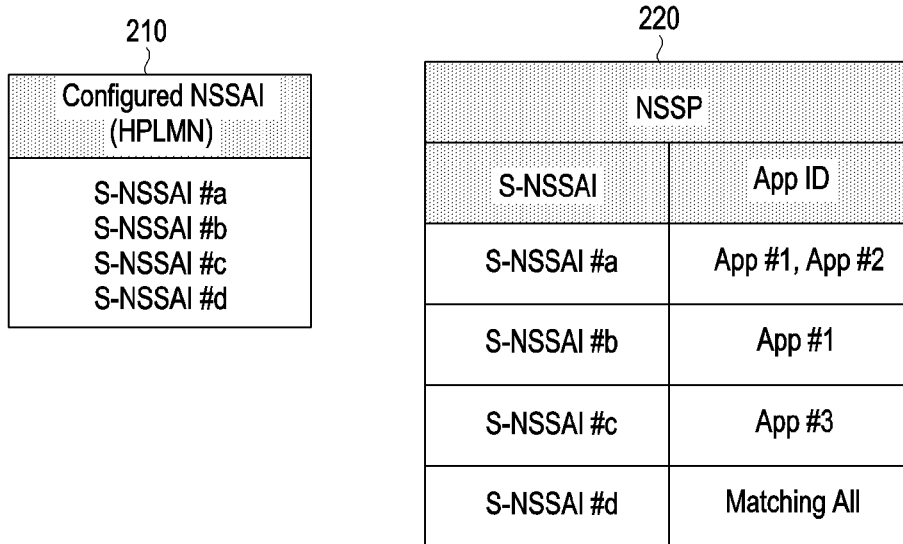 210
Configured NSSAI
(HPLMN)
S-NSSAI #a
S-NSSAI #b
S-NSSAI #c
S-NSSAI #d
220
NSSP
S-NSSAI App ID
S-NSSAI #a App #1, App #2
S-NSSAI #b App #1
S-NSSAI #c App #3
S-NSSAI #d Matching All